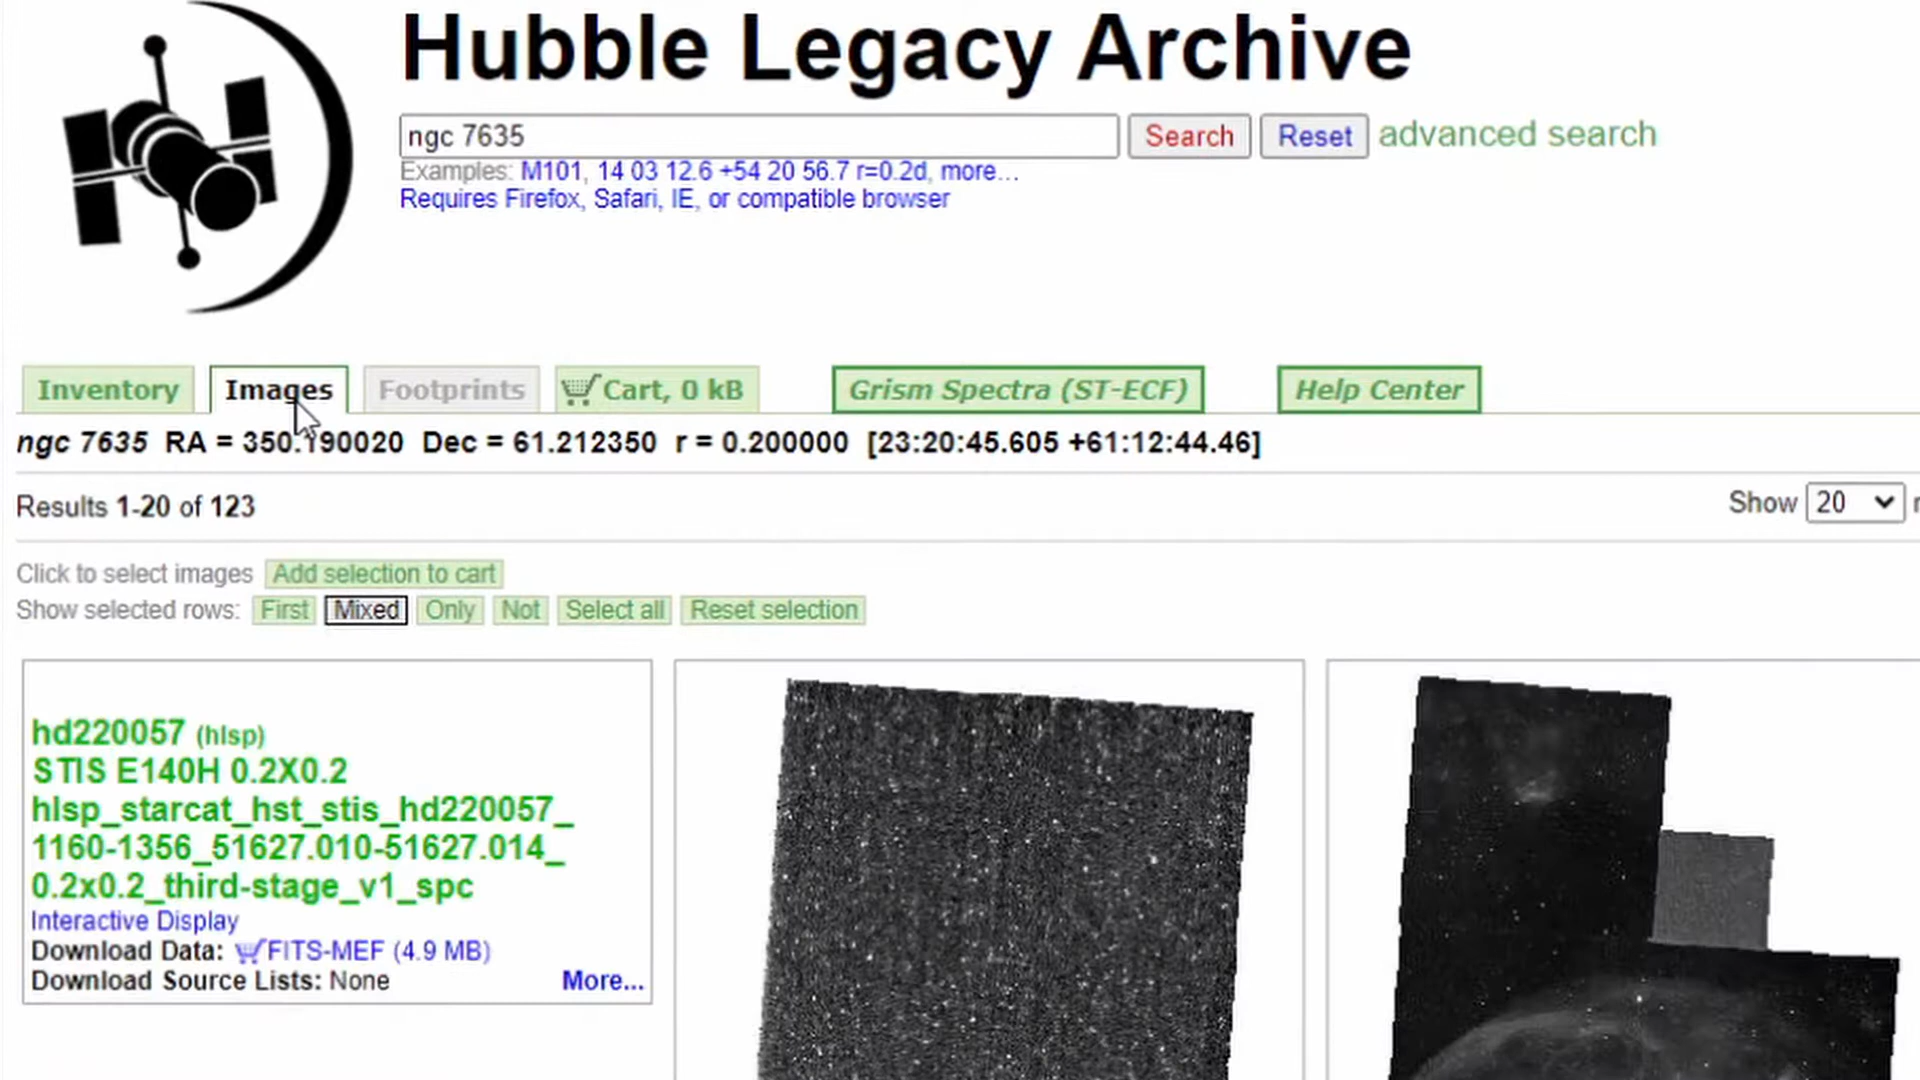 Hubble Legacy Archive
ngc 7635 Search Reset advanced search
Examples: M101, 14 03 12.6 +54 20 56.7 r=0.2d, more...
Requires Firefox, Safari, IE, or compatible browser
Inventory Images Footprints Cart, 0 kB Grism Spectra (ST-ECF) Help Center
ngc 7635 RA = 350.190020 Dec = 61.212350 r = 0.200000 [23:20:45.605 +61:12:44.46]
Results 1-20 of 123 Show 20
Click to select images Add selection to cart
Show selected rows: First Mixed Only Not Select all Reset selection
hd220057 (hlsp)
STIS E140H 0.2X0.2
hlsp_starcat_hst_stis_hd220057_
1160-1356_51627.010-51627.014_
0.2x0.2_third-stage_v1_spc
Interactive Display
Download Data: FITS-MEF (4.9 MB)
Download Source Lists: None More...